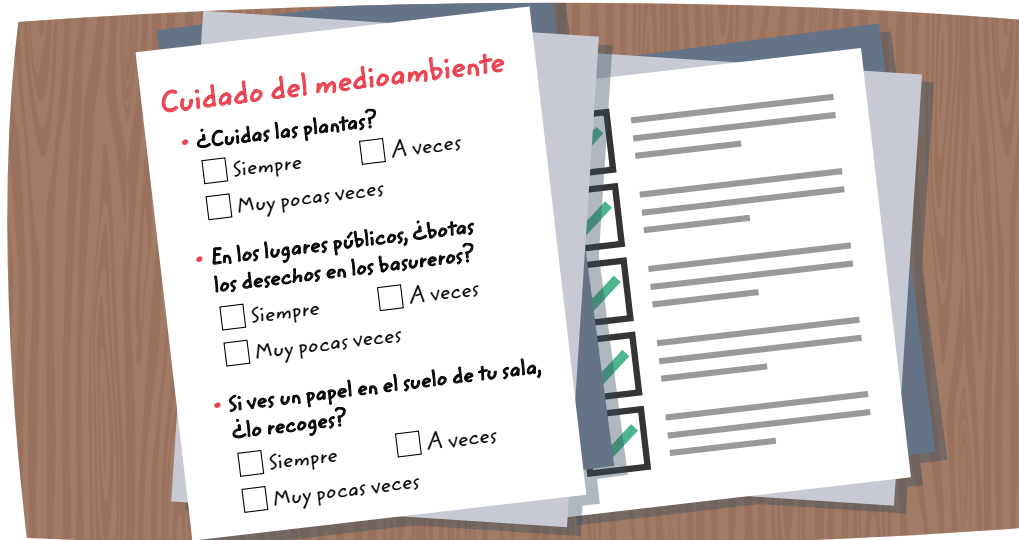 Cuidado del medioambiente
• ¿Cuidas las plantas?
Siempre A veces
Muy pocas veces
• En los lugares públicos, ¿botas
los desechos en los basureros?
Siempre A veces
Muy pocas veces
• Si ves un papel en el suelo de tu sala,
¿lo recoges?
Siempre A veces
Muy pocas veces